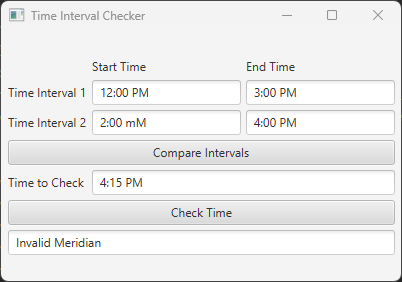 Time Interval Checker
Start Time End Time
Time Interval 1 12:00 PM 3:00 PM
Time Interval 2 2:00 mM 4:00 PM
Compare Intervals
Time to Check 4:15 PM
Check Time
Invalid Meridian